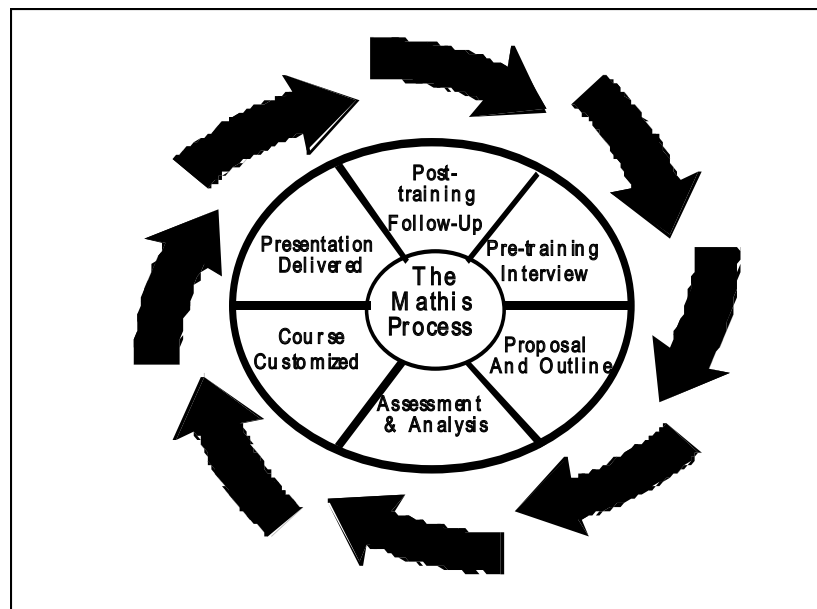 Post-
training
Follow-Up
Pre-training
Interview
Proposal
And Outline
Assessment
& Analysis
Course
Customized
Presentation
Delivered
The
Mathis
Process